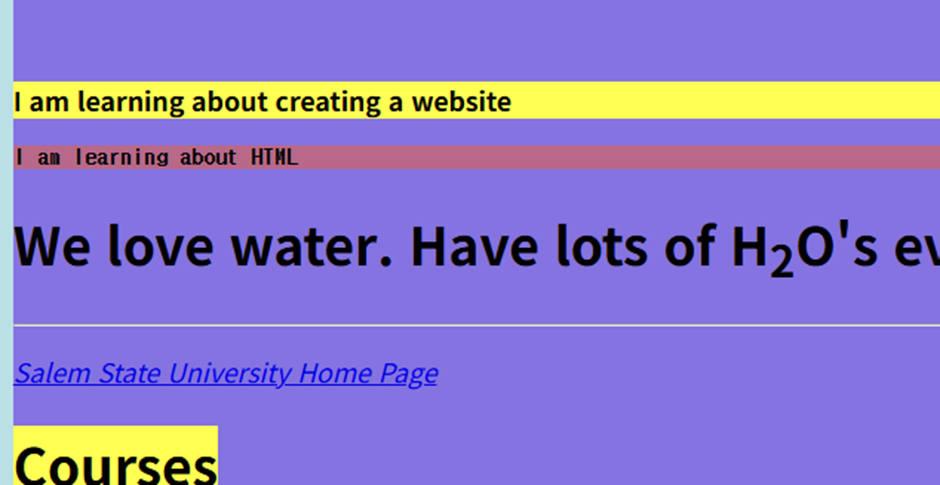 I am learning about creating a website
I am learning about HTML
We love water. Have lots of H₂O's ev
Salem State University Home Page
Courses